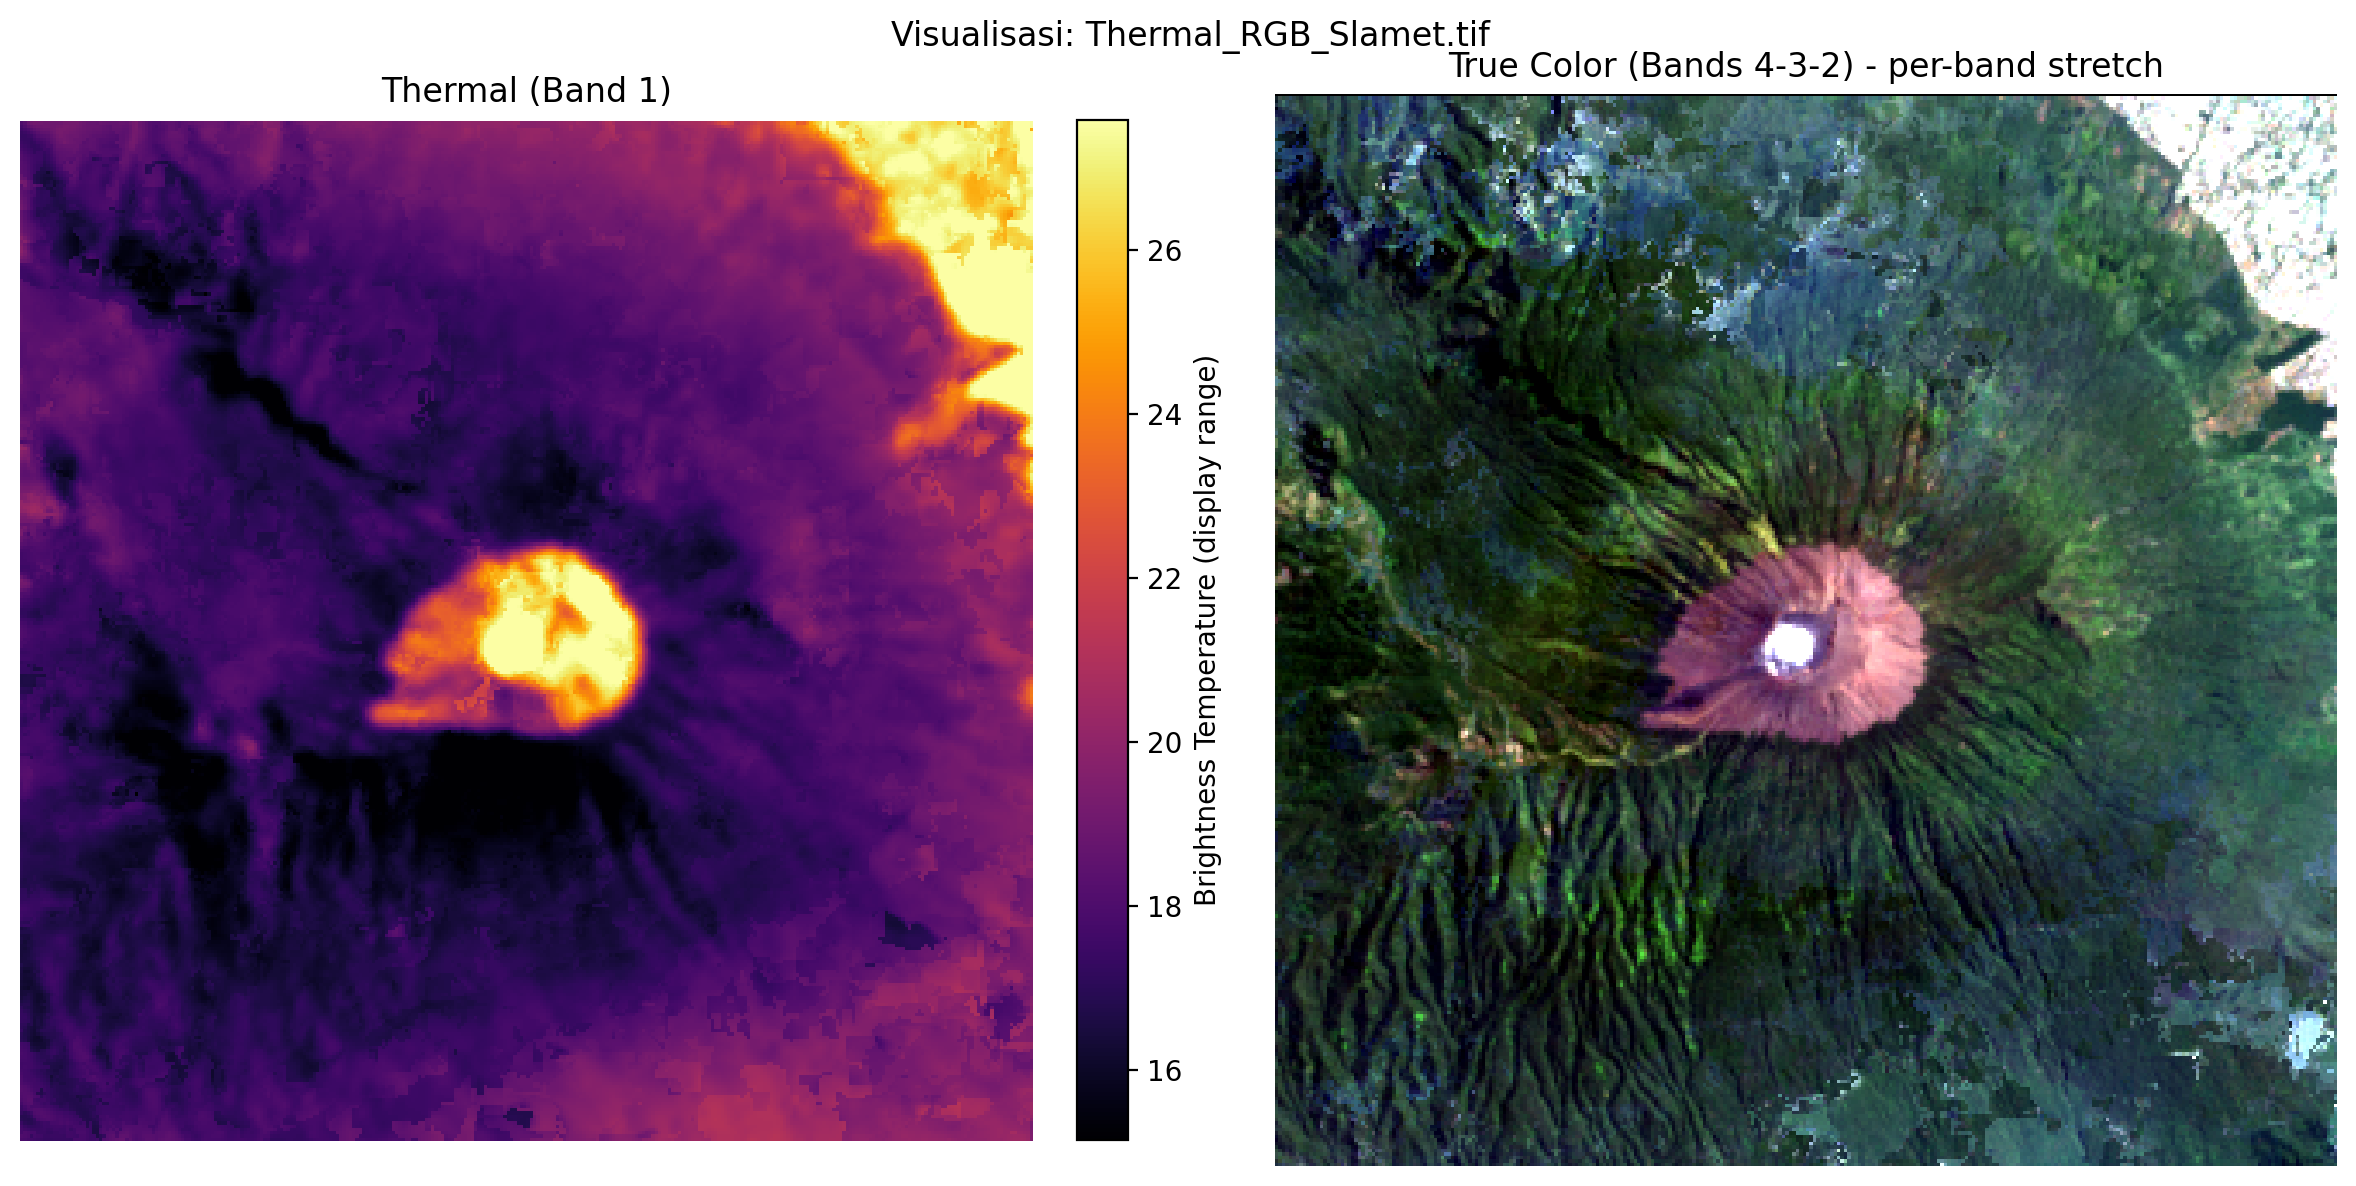 Visualisasi: Thermal_RGB_Slamet.tif
Thermal (Band 1)
True Color (Bands 4-3-2) - per-band stretch
26
24
22
20
18
16
Brightness Temperature (display range)